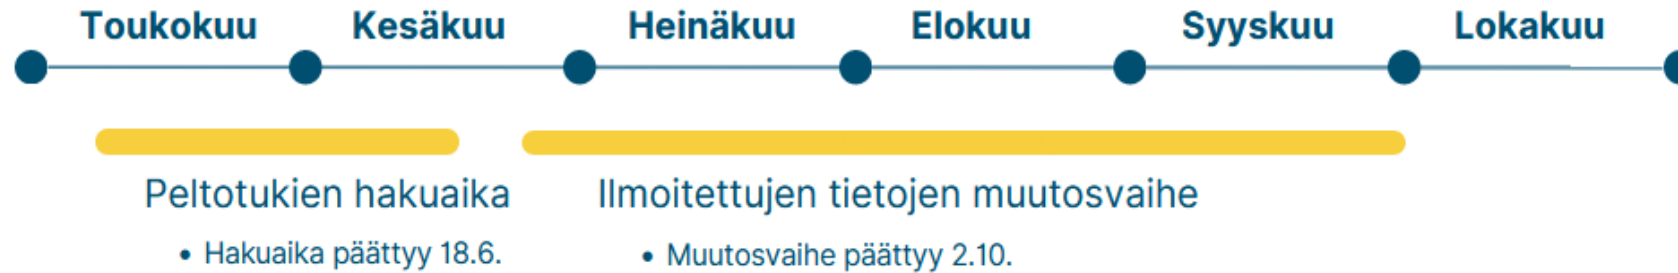 Toukokuu Kesäkuu Heinäkuu Elokuu Syyskuu Lokakuu
Peltotukien hakuaika
• Hakuaika päättyy 18.6.
Ilmoitettujen tietojen muutosvaihe
• Muutosvaihe päättyy 2.10.